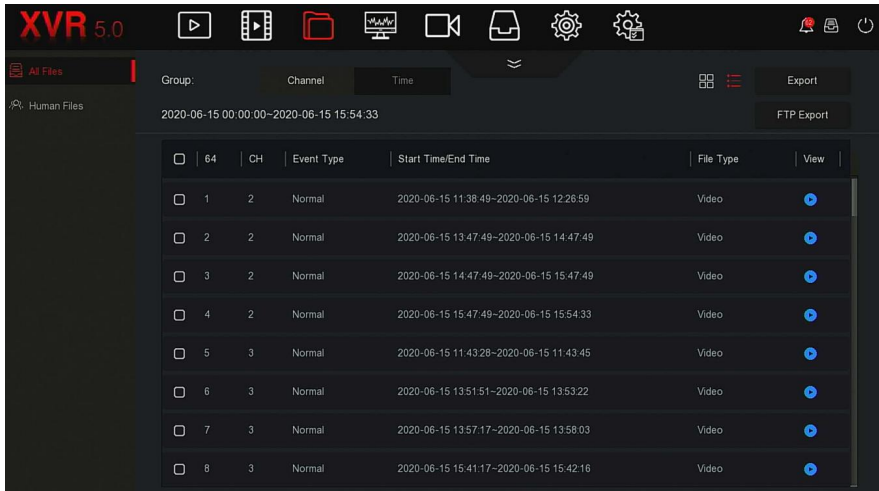 XVR 5.0
12
All Files
Human Files
Group: Channel Time Export
2020-06-15 00:00:00~2020-06-15 15:54:33 FTP Export
64 CH Event Type Start Time/End Time File Type View
1 2 Normal 2020-06-15 11:38:49~2020-06-15 12:26:59 Video
2 2 Normal 2020-06-15 13:47:49~2020-06-15 14:47:49 Video
3 2 Normal 2020-06-15 14:47:49~2020-06-15 15:47:49 Video
4 2 Normal 2020-06-15 15:47:49~2020-06-15 15:54:33 Video
5 3 Normal 2020-06-15 11:43:28~2020-06-15 11:43:45 Video
6 3 Normal 2020-06-15 13:51:51~2020-06-15 13:53:22 Video
7 3 Normal 2020-06-15 13:57:17~2020-06-15 13:58:03 Video
8 3 Normal 2020-06-15 15:41:17~2020-06-15 15:42:16 Video